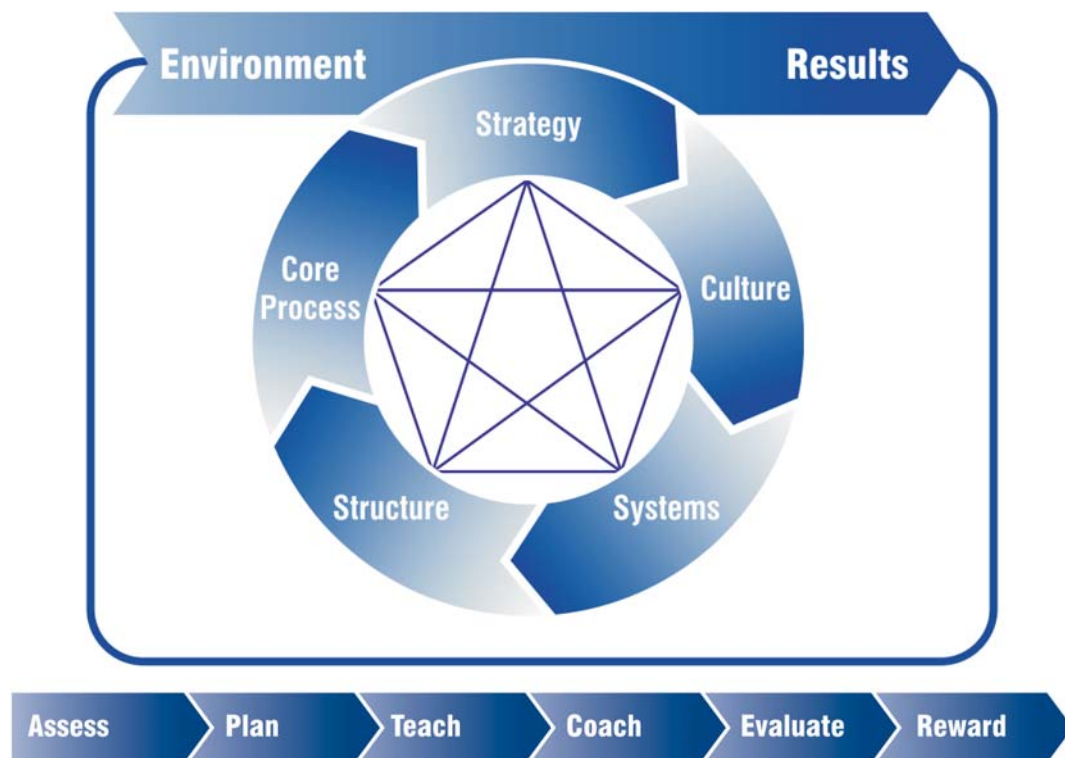 Environment Results
Strategy
Core
Process
Culture
Structure
Systems
Assess Plan Teach Coach Evaluate Reward